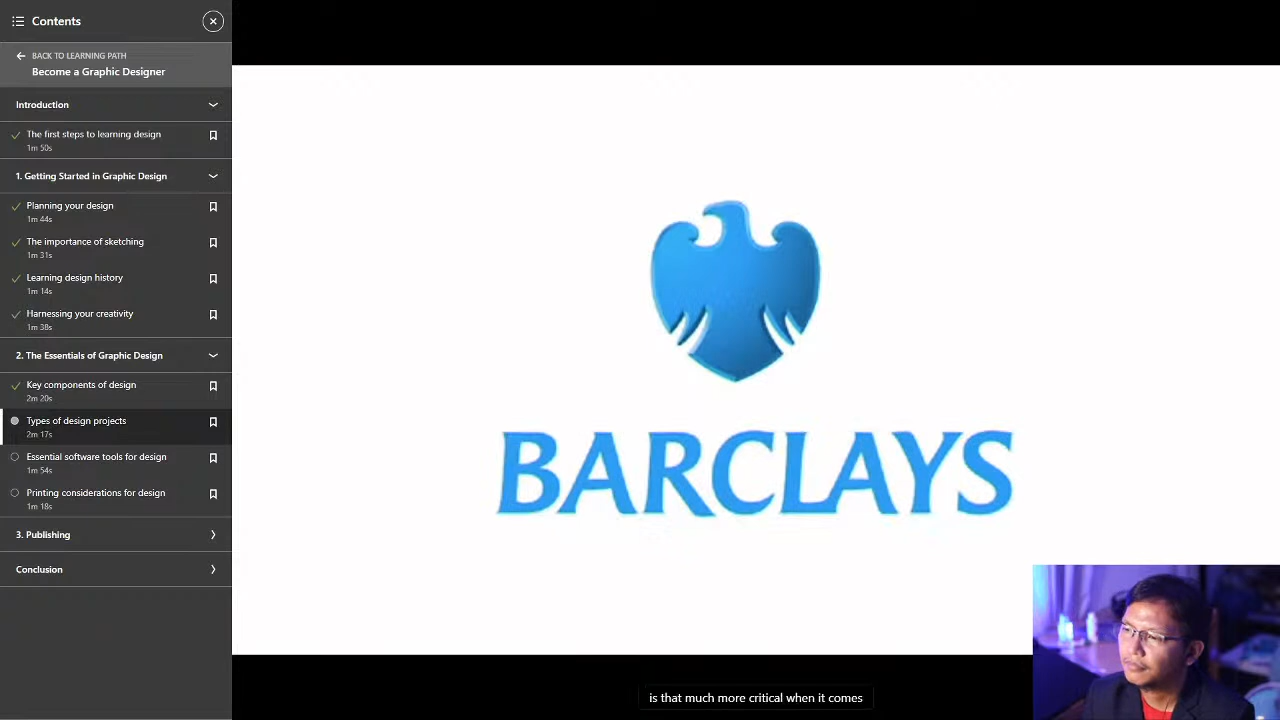 Contents
BACK TO LEARNING PATH
Become a Graphic Designer
Introduction
The first steps to learning design
1m 50s
1. Getting Started in Graphic Design
Planning your design
1m 44s
The importance of sketching
1m 31s
Learning design history
1m 14s
Harnessing your creativity
1m 38s
2. The Essentials of Graphic Design
Key components of design
2m 20s
Types of design projects
2m 17s
Essential software tools for design
1m 54s
Printing considerations for design
1m 18s
3. Publishing
Conclusion
BARCLAYS
is that much more critical when it comes